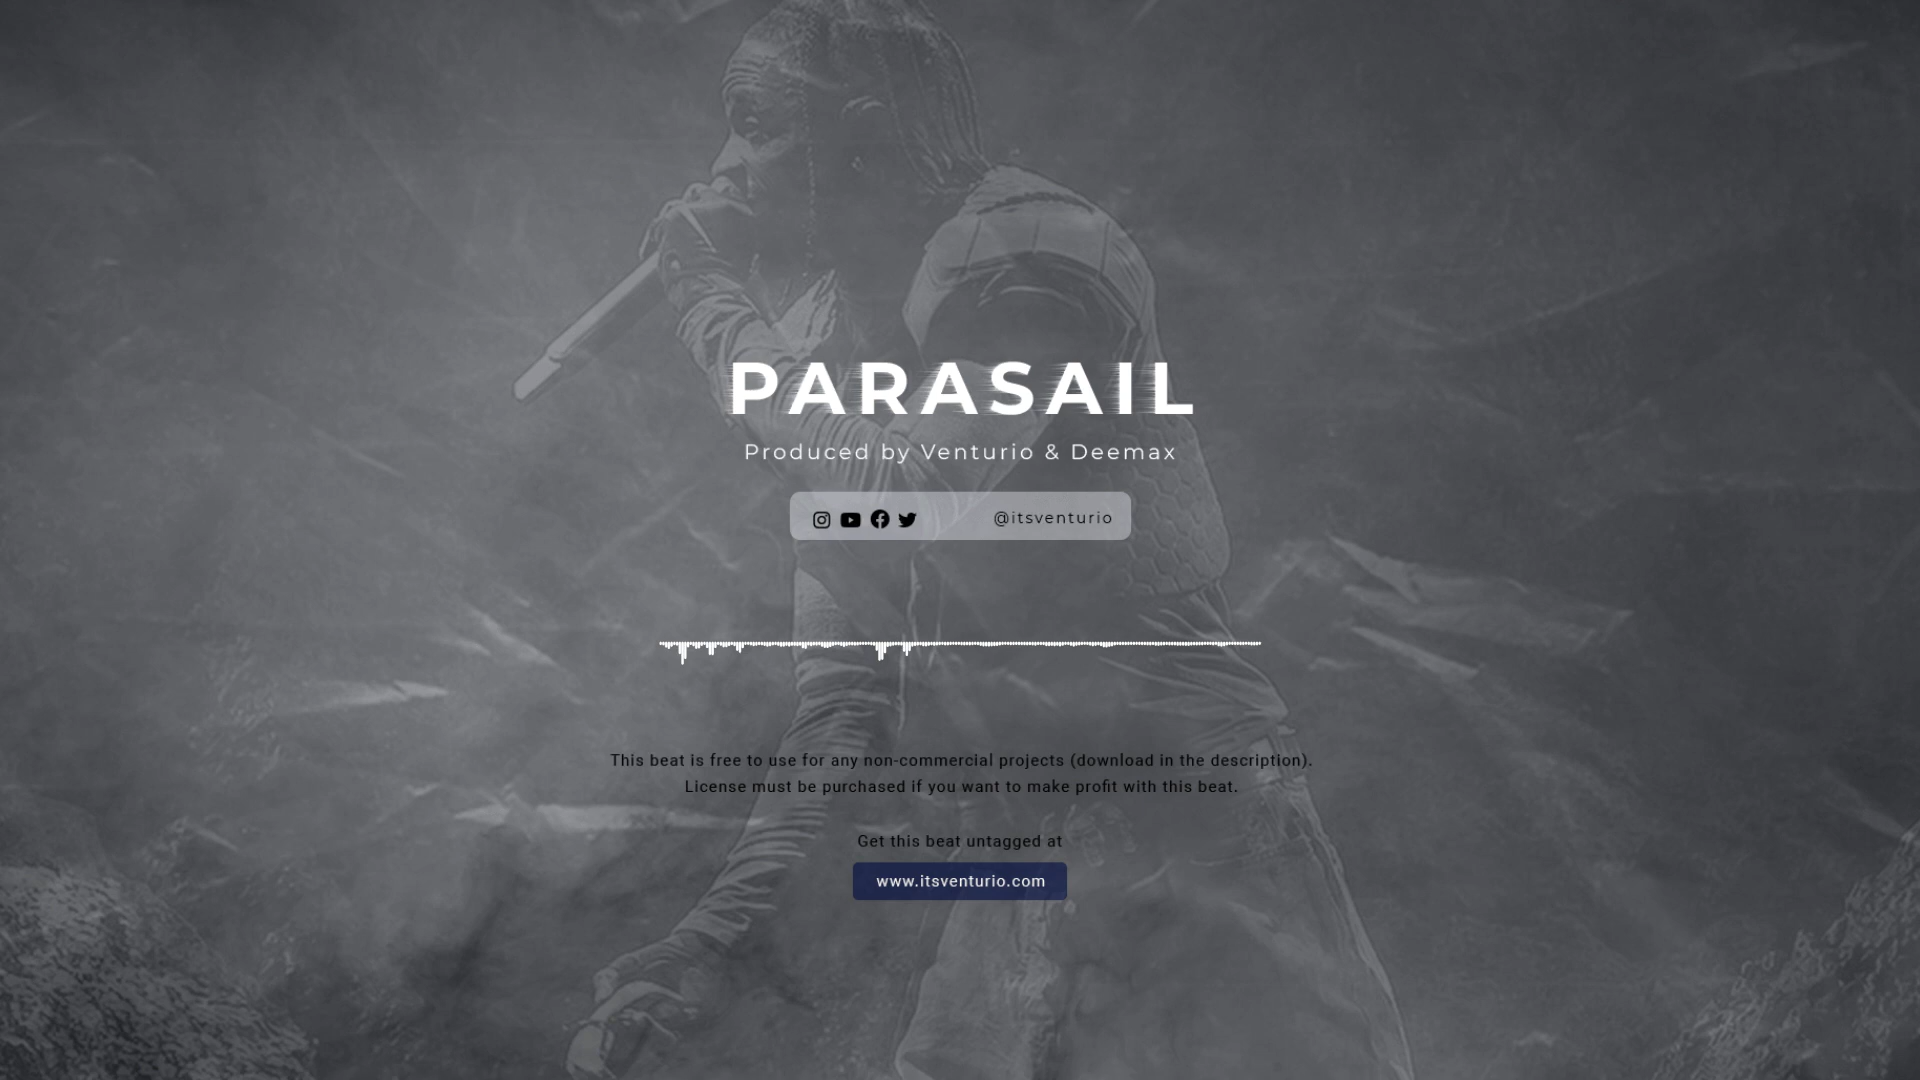 PARASAIL
Produced by Venturio & Deemax
@itsventurio
This beat is free to use for any non-commercial projects (download in the description).
License must be purchased if you want to make profit with this beat.
Get this beat untagged at
www.itsventurio.com